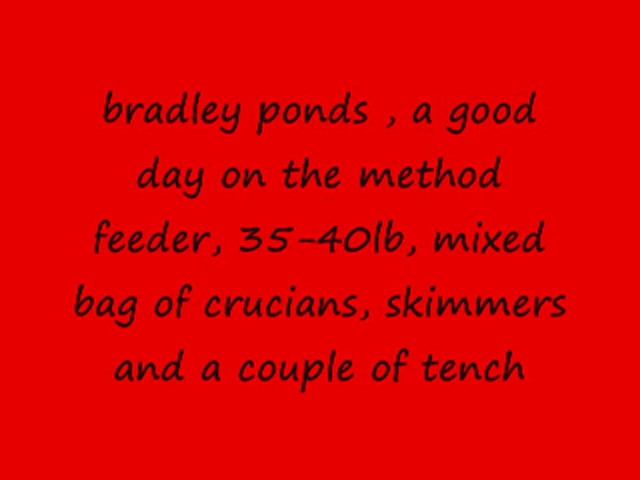 bradley ponds , a good
day on the method
feeder, 35-40lb, mixed
bag of crucians, skimmers
and a couple of tench